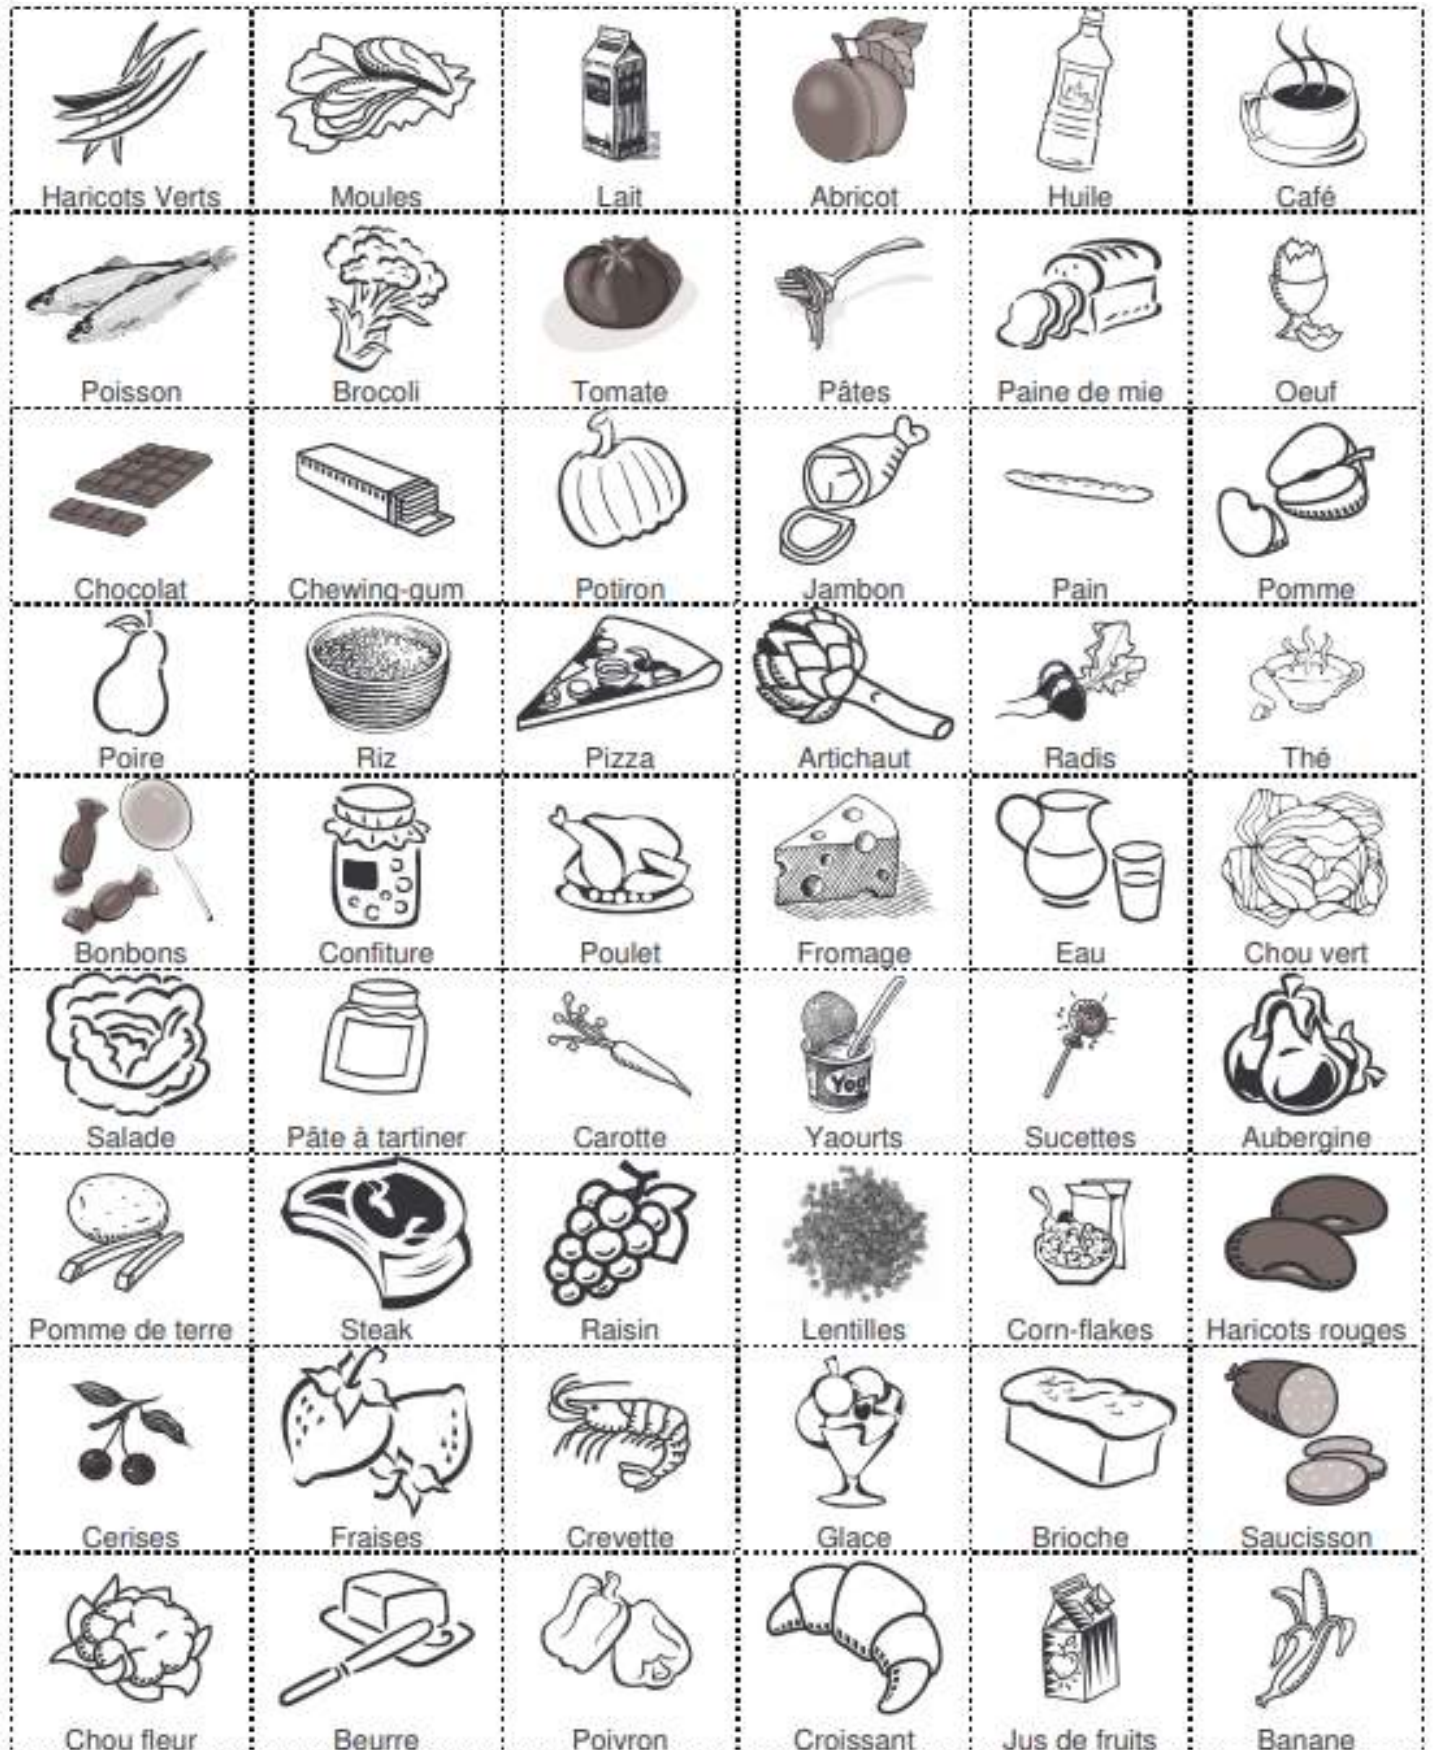 Haricots Verts
Moules
Lait
Abricot
Huile
Café
Poisson
Brocoli
Tomate
Pâtes
Paine de mie
Oeuf
Chocolat
Chewing-gum
Potiron
Jambon
Pain
Pomme
Poire
Riz
Pizza
Artichaut
Radis
Thé
Bonbons
Confiture
Poulet
Fromage
Eau
Chou vert
Salade
Pâte à tartiner
Carotte
Yog
Yaourts
Sucettes
Aubergine
Pomme de terre
Steak
Raisin
Lentilles
Corn-flakes
Haricots rouges
Cerises
Fraises
Crevette
Glace
Brioche
Saucisson
Chou fleur
Beurre
Poivron
Croissant
Jus de fruits
Banane